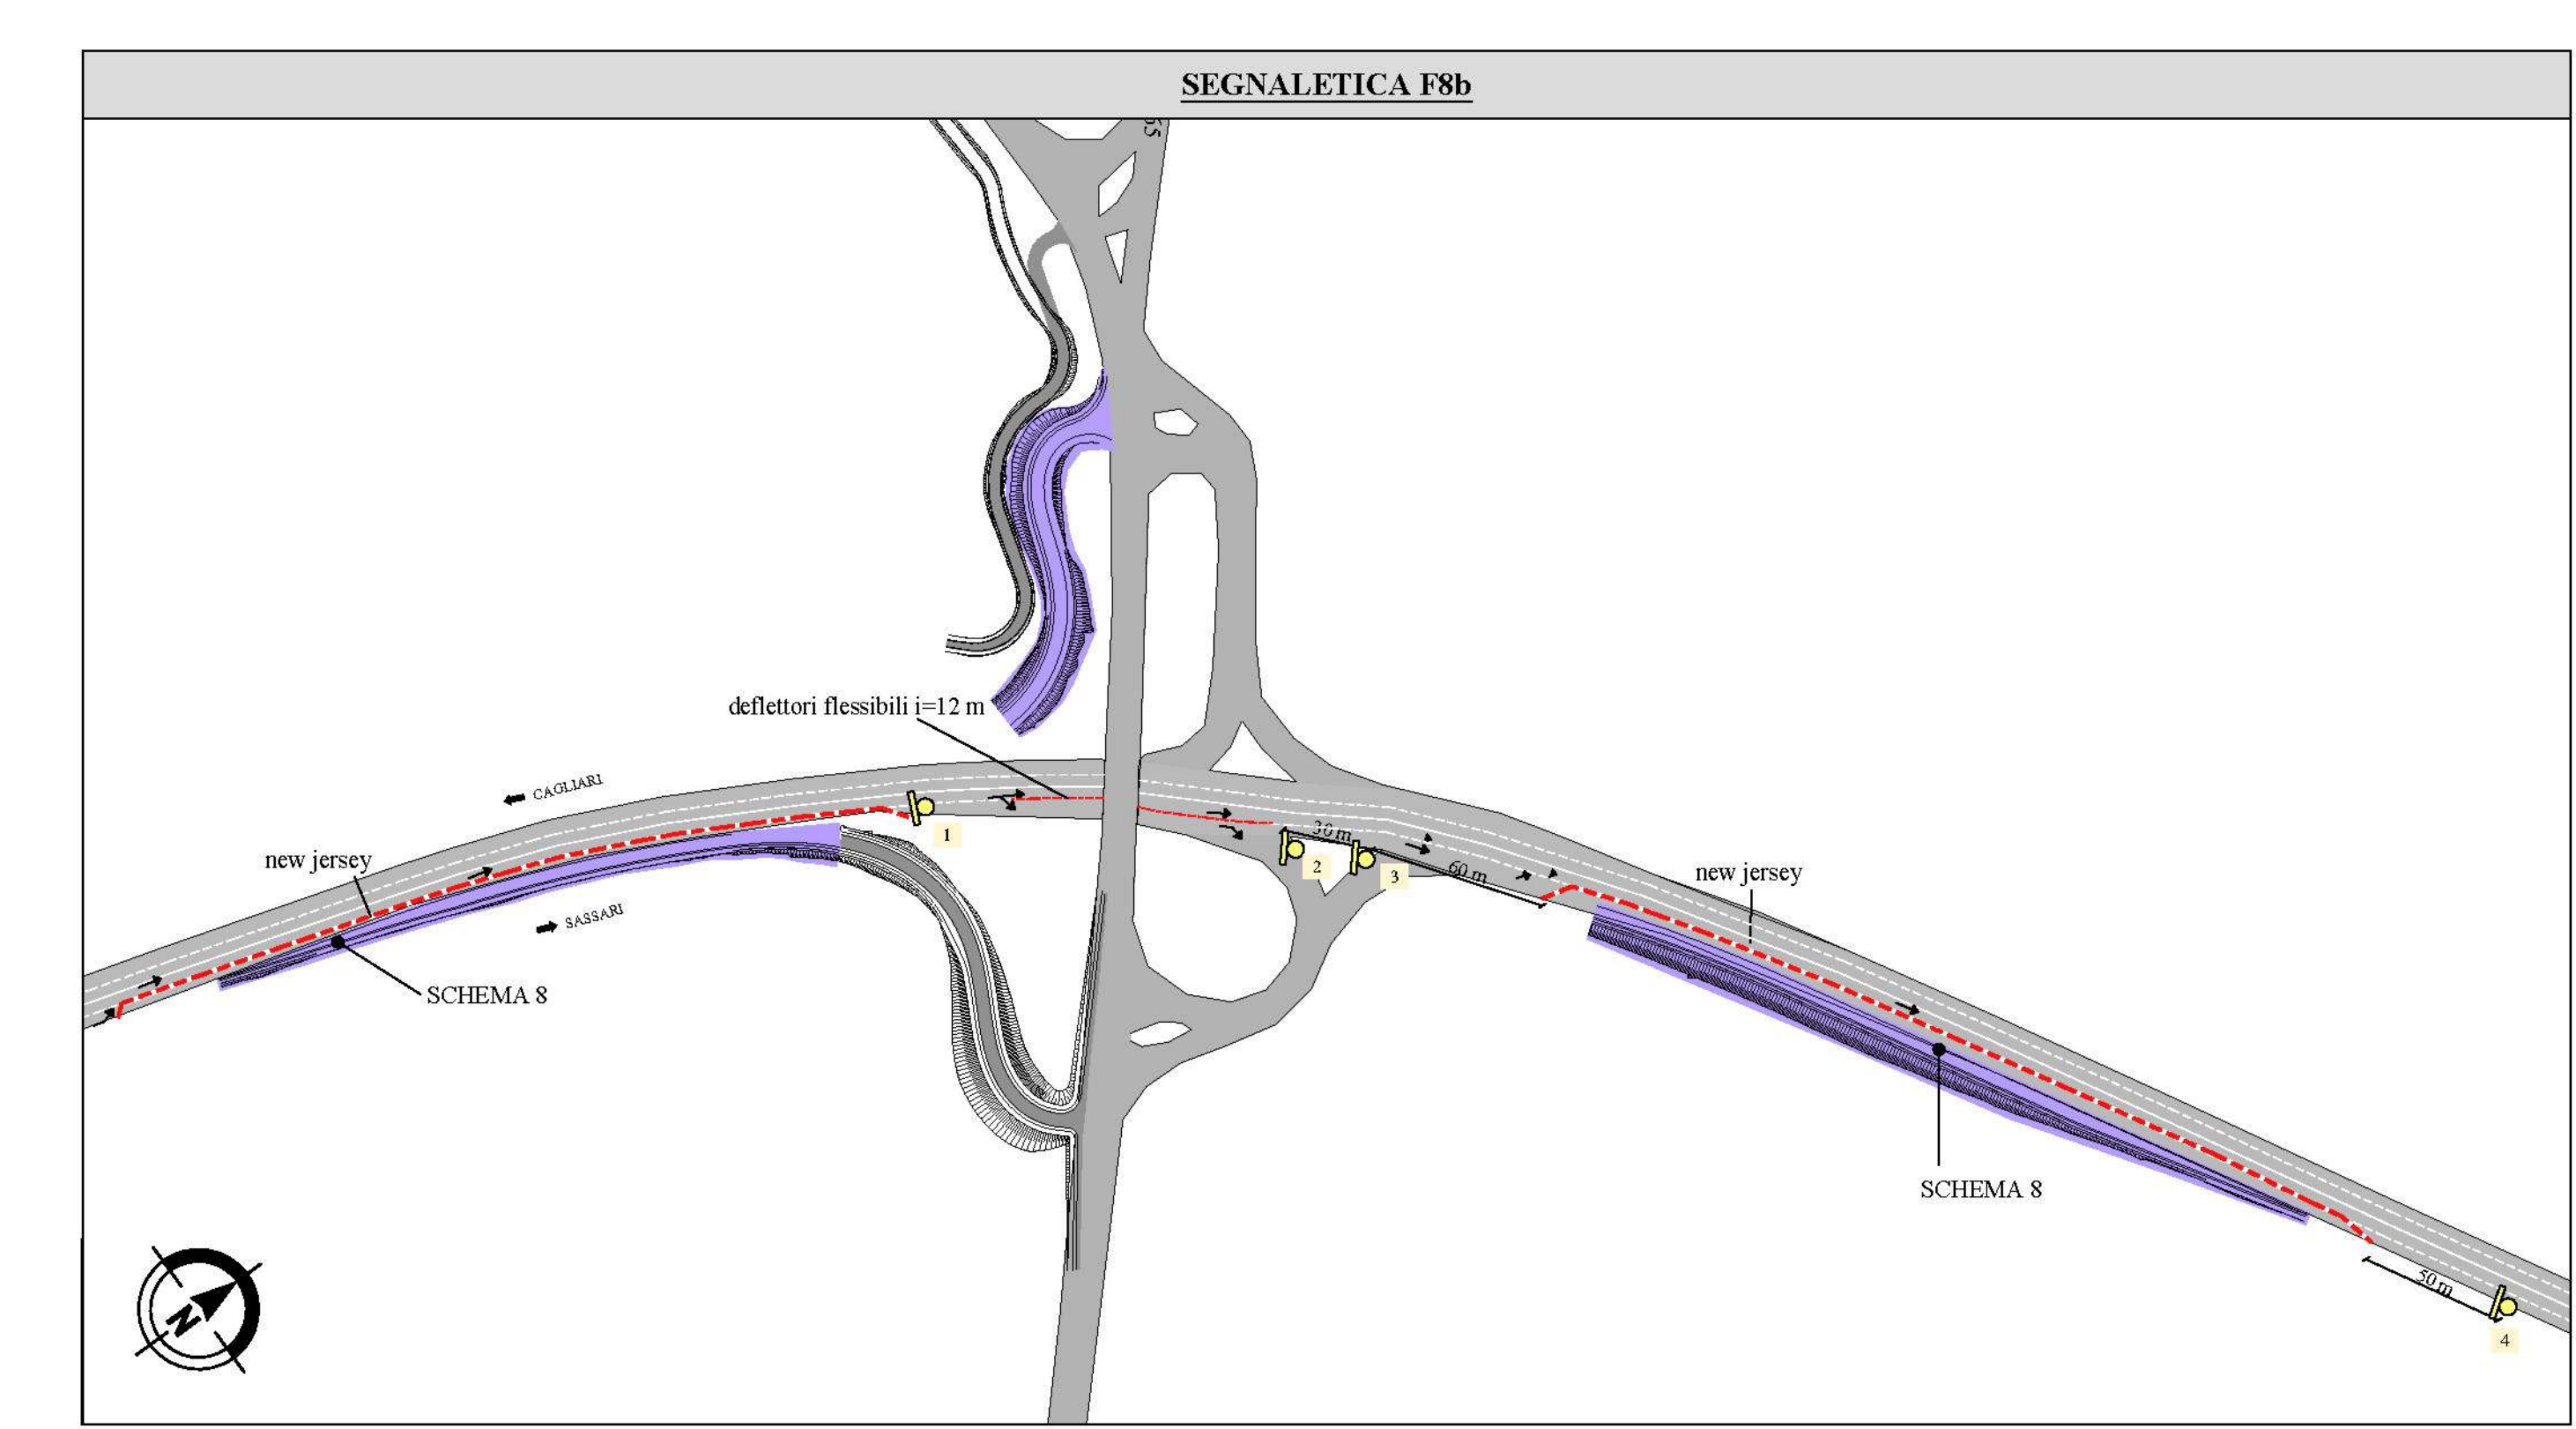 SEGNALETICA F8b
65
deflettori flessibili i=12 m
CAGLIARI
1
30 m
new jersey
2
3
60 m
new jersey
SASSARI
SCHEMA 8
SCHEMA 8
N
50 m
4